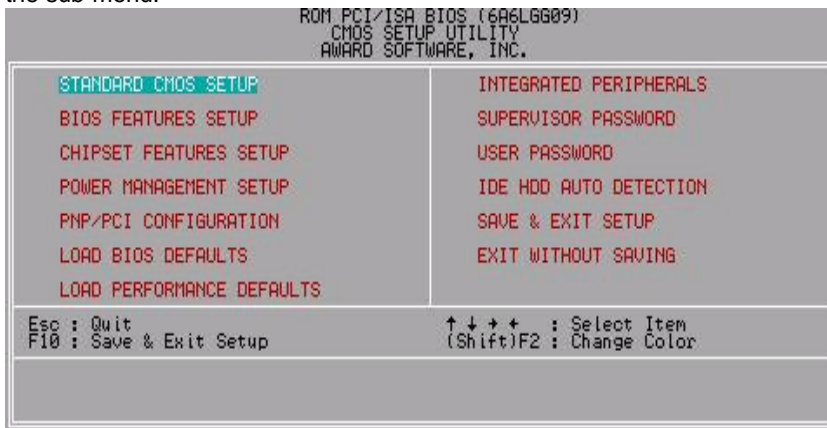 the sub-menu.
ROM PCI/ISA BIOS (6A6LGG09)
CMOS SETUP UTILITY
AWARD SOFTWARE, INC.
STANDARD CMOS SETUP
BIOS FEATURES SETUP
CHIPSET FEATURES SETUP
POWER MANAGEMENT SETUP
PNP/PCI CONFIGURATION
LOAD BIOS DEFAULTS
LOAD PERFORMANCE DEFAULTS
INTEGRATED PERIPHERALS
SUPERVISOR PASSWORD
USER PASSWORD
IDE HDD AUTO DETECTION
SAVE & EXIT SETUP
EXIT WITHOUT SAVING
Esc : Quit
F10 : Save & Exit Setup
↑ ↓ → ← : Select Item
(Shift)F2 : Change Color